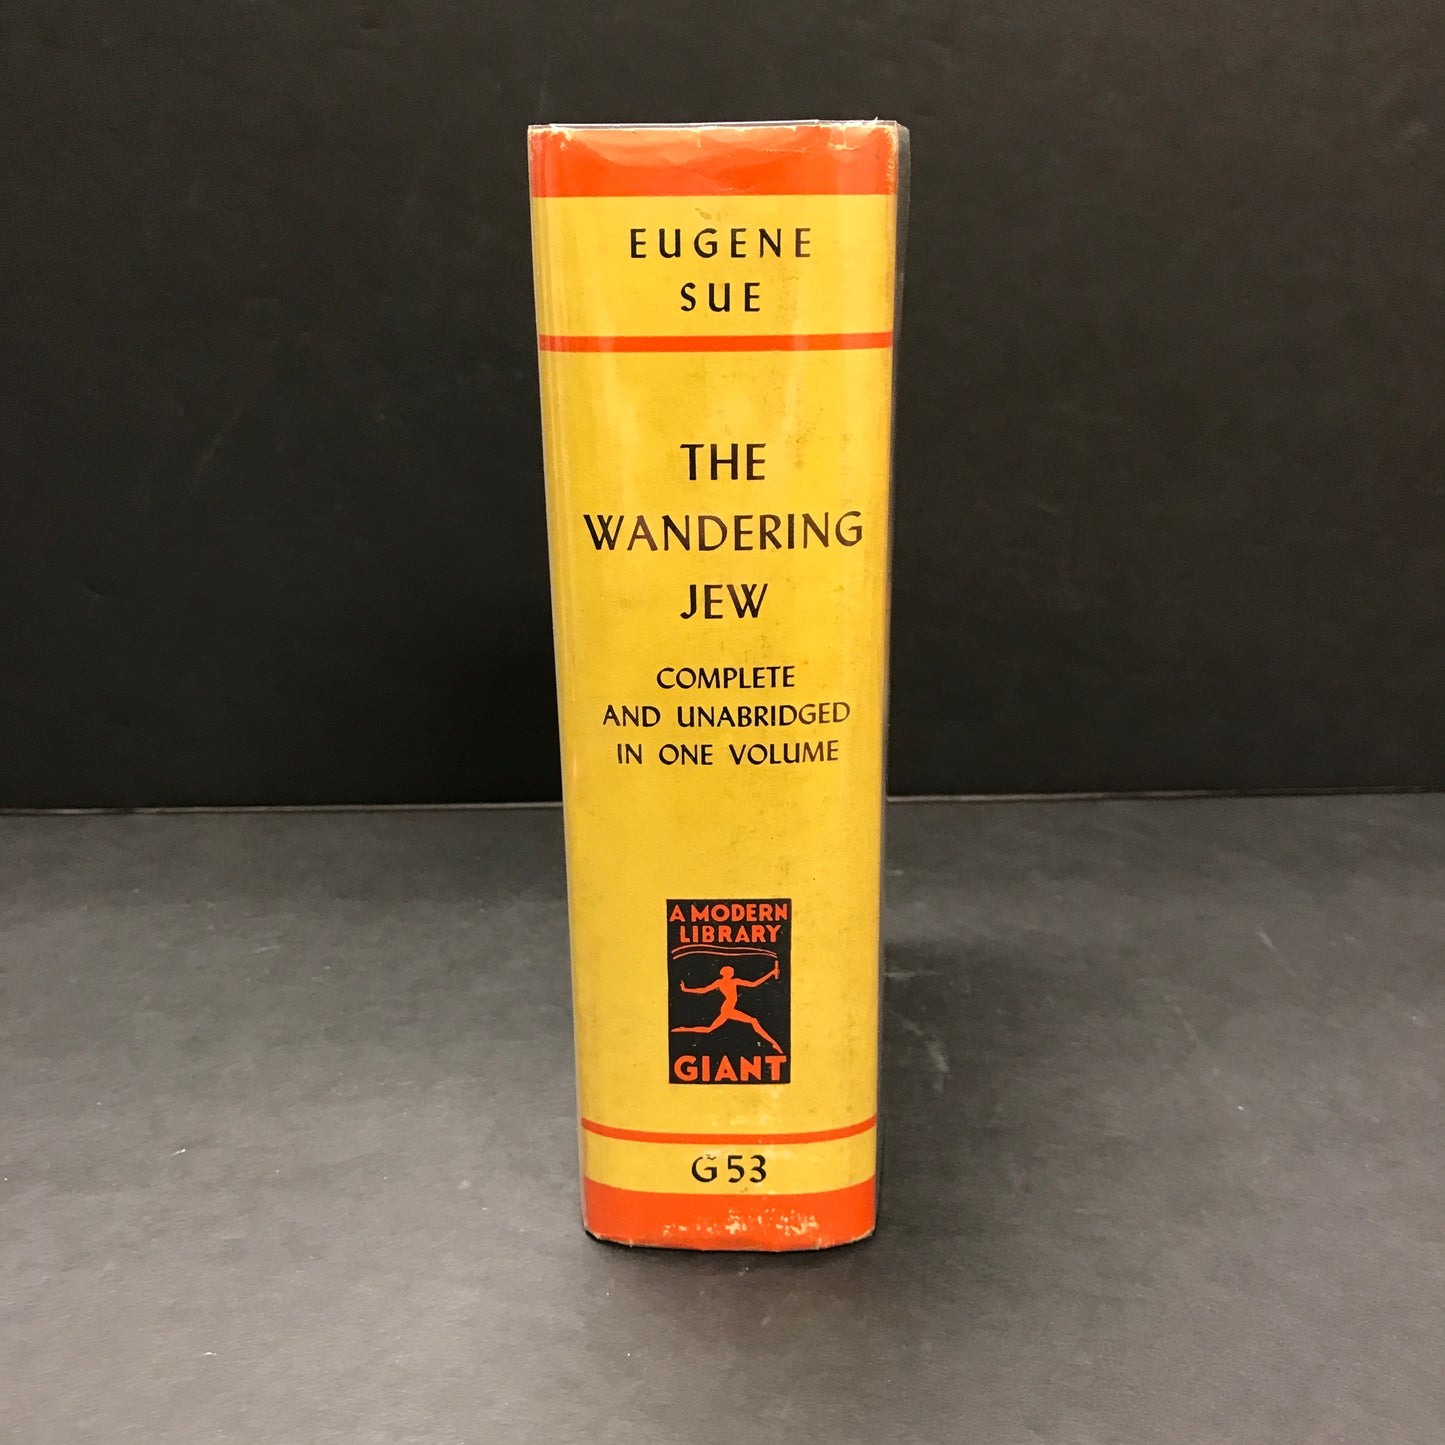 EUGENE
SUE
THE
WANDERING
JEW
COMPLETE
AND UNABRIDGED
IN ONE VOLUME
A MODERN
LIBRARY
GIANT
G53